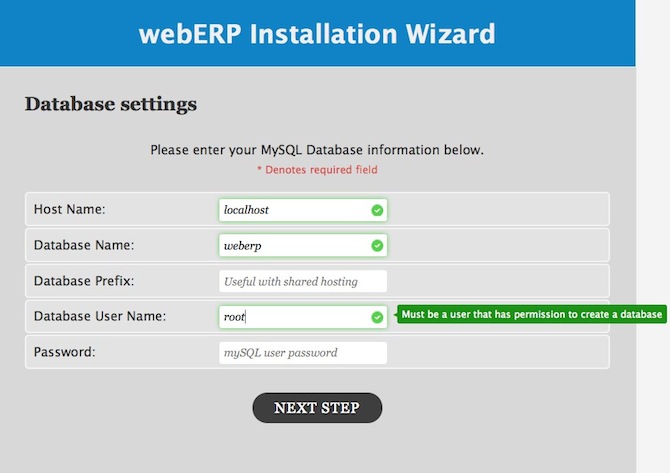 webERP Installation Wizard
Database settings
Please enter your MySQL Database information below.
* Denotes required field
Host Name: localhost
Database Name: weberp
Database Prefix: Useful with shared hosting
Database User Name: root Must be a user that has permission to create a database
Password: mySQL user password
NEXT STEP